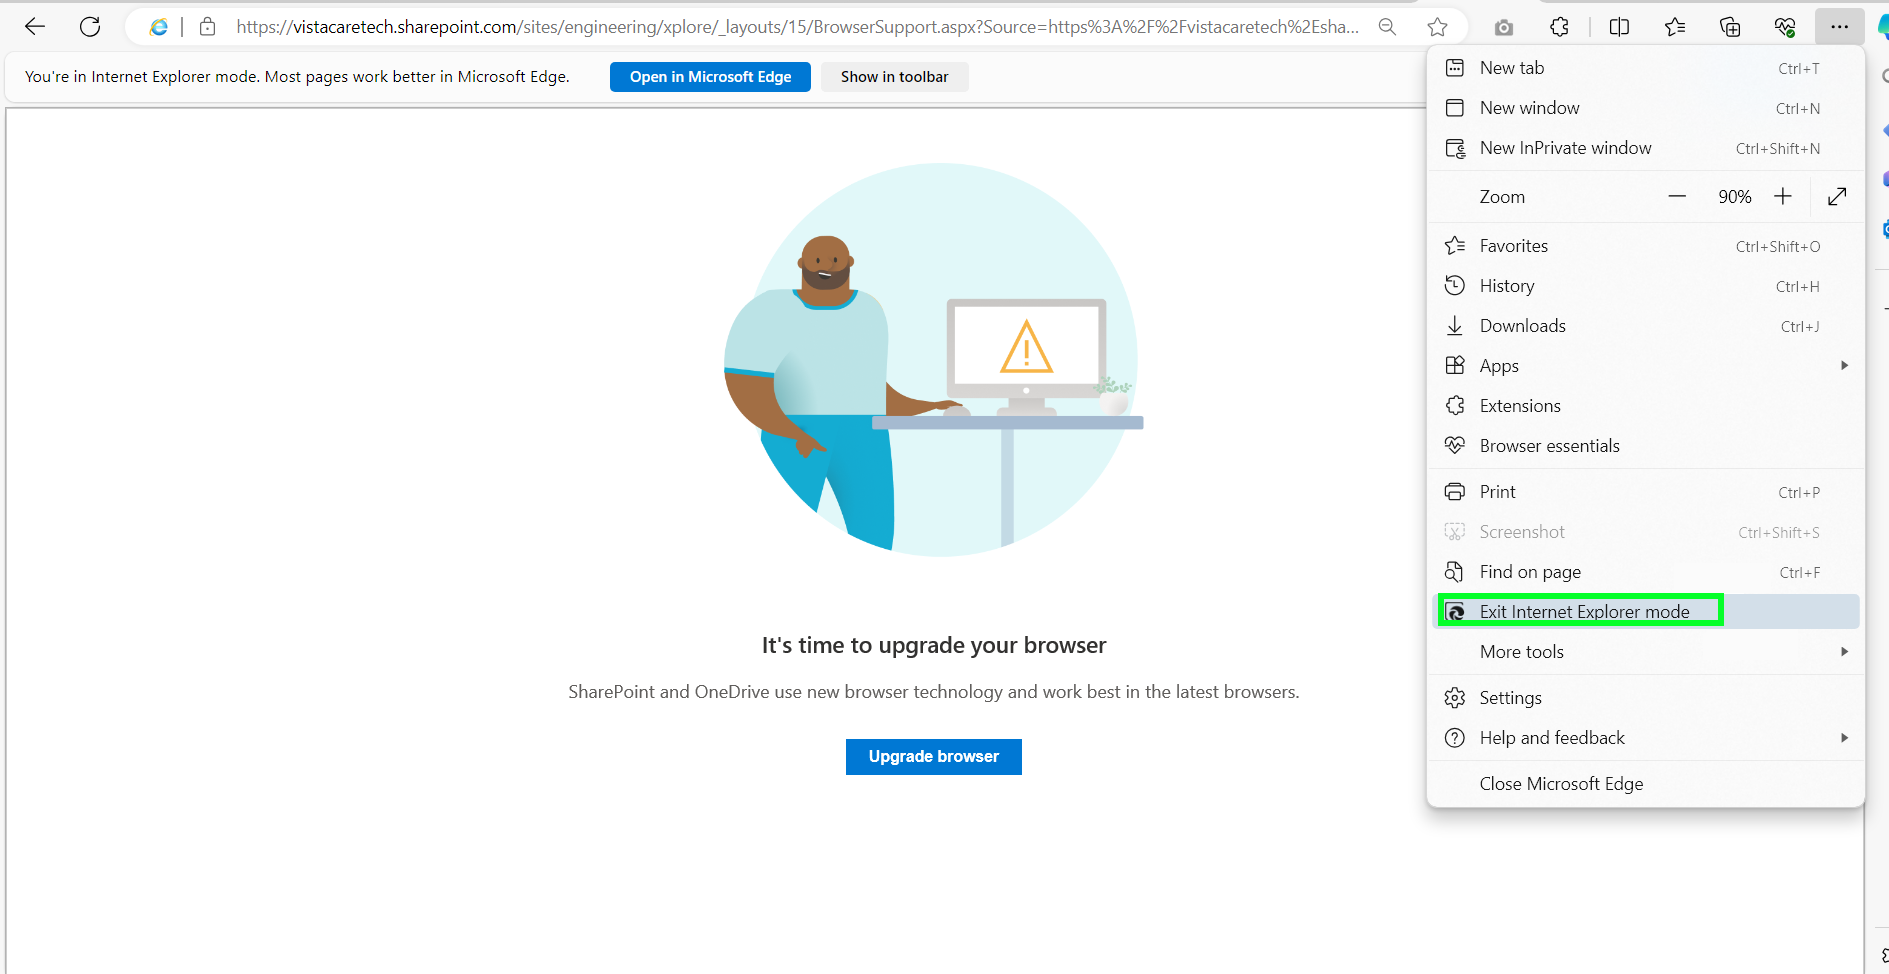 https://vistacaretech.sharepoint.com/sites/engineering/xplore/_layouts/15/BrowserSupport.aspx?Source=https%3A%2F%2Fvistacaretech%2Esha...
You're in Internet Explorer mode. Most pages work better in Microsoft Edge.
Open in Microsoft Edge
Show in toolbar
New tab Ctrl+T
New window Ctrl+N
New InPrivate window Ctrl+Shift+N
Zoom 90%
Favorites Ctrl+Shift+O
History Ctrl+H
Downloads Ctrl+J
Apps
Extensions
Browser essentials
Print Ctrl+P
Screenshot Ctrl+Shift+S
Find on page Ctrl+F
Exit Internet Explorer mode
More tools
Settings
Help and feedback
Close Microsoft Edge
It's time to upgrade your browser
SharePoint and OneDrive use new browser technology and work best in the latest browsers.
Upgrade browser